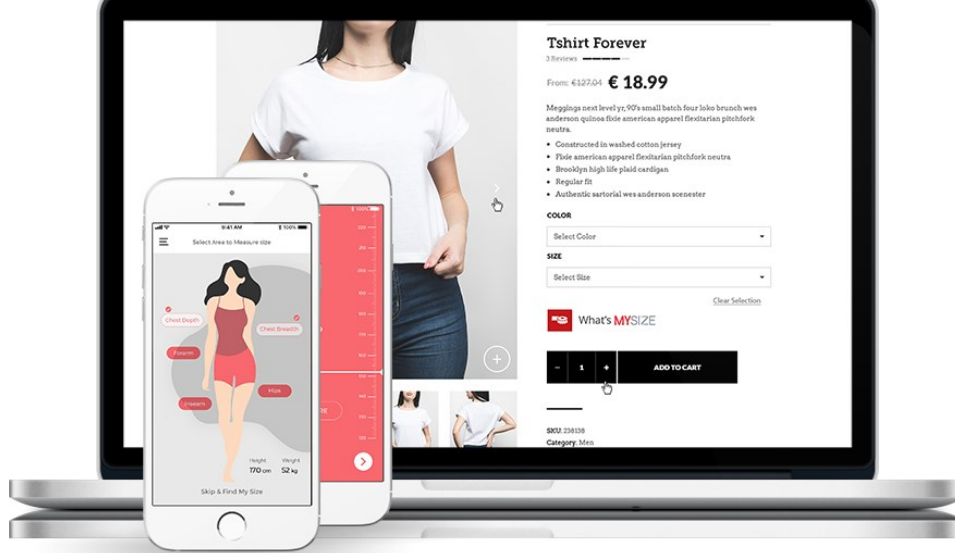 Tshirt Forever
3 Reviews
From: €127.04 € 18.99
Meggings next level yr, 90's small batch four loko brunch wes
anderson quinoa fixie american apparel flexitarian pitchfork
neutra.
• Constructed in washed cotton jersey
• Fixie american apparel flexitarian pitchfork neutra
• Brooklyn high life plaid cardigan
• Regular fit
• Authentic sartorial wes anderson scenester
COLOR
Select Color
SIZE
Select Size
Clear Selection
What's MYSIZE
- 1 +
ADD TO CART
SKU: 238138
Category: Men
9:41 AM
100%
Select Area to Measure size
Chest Depth
Chest Breadth
Forearm
Hips
Inseam
Height Weight
170 cm 52 kg
Skip & Find My Size
100%